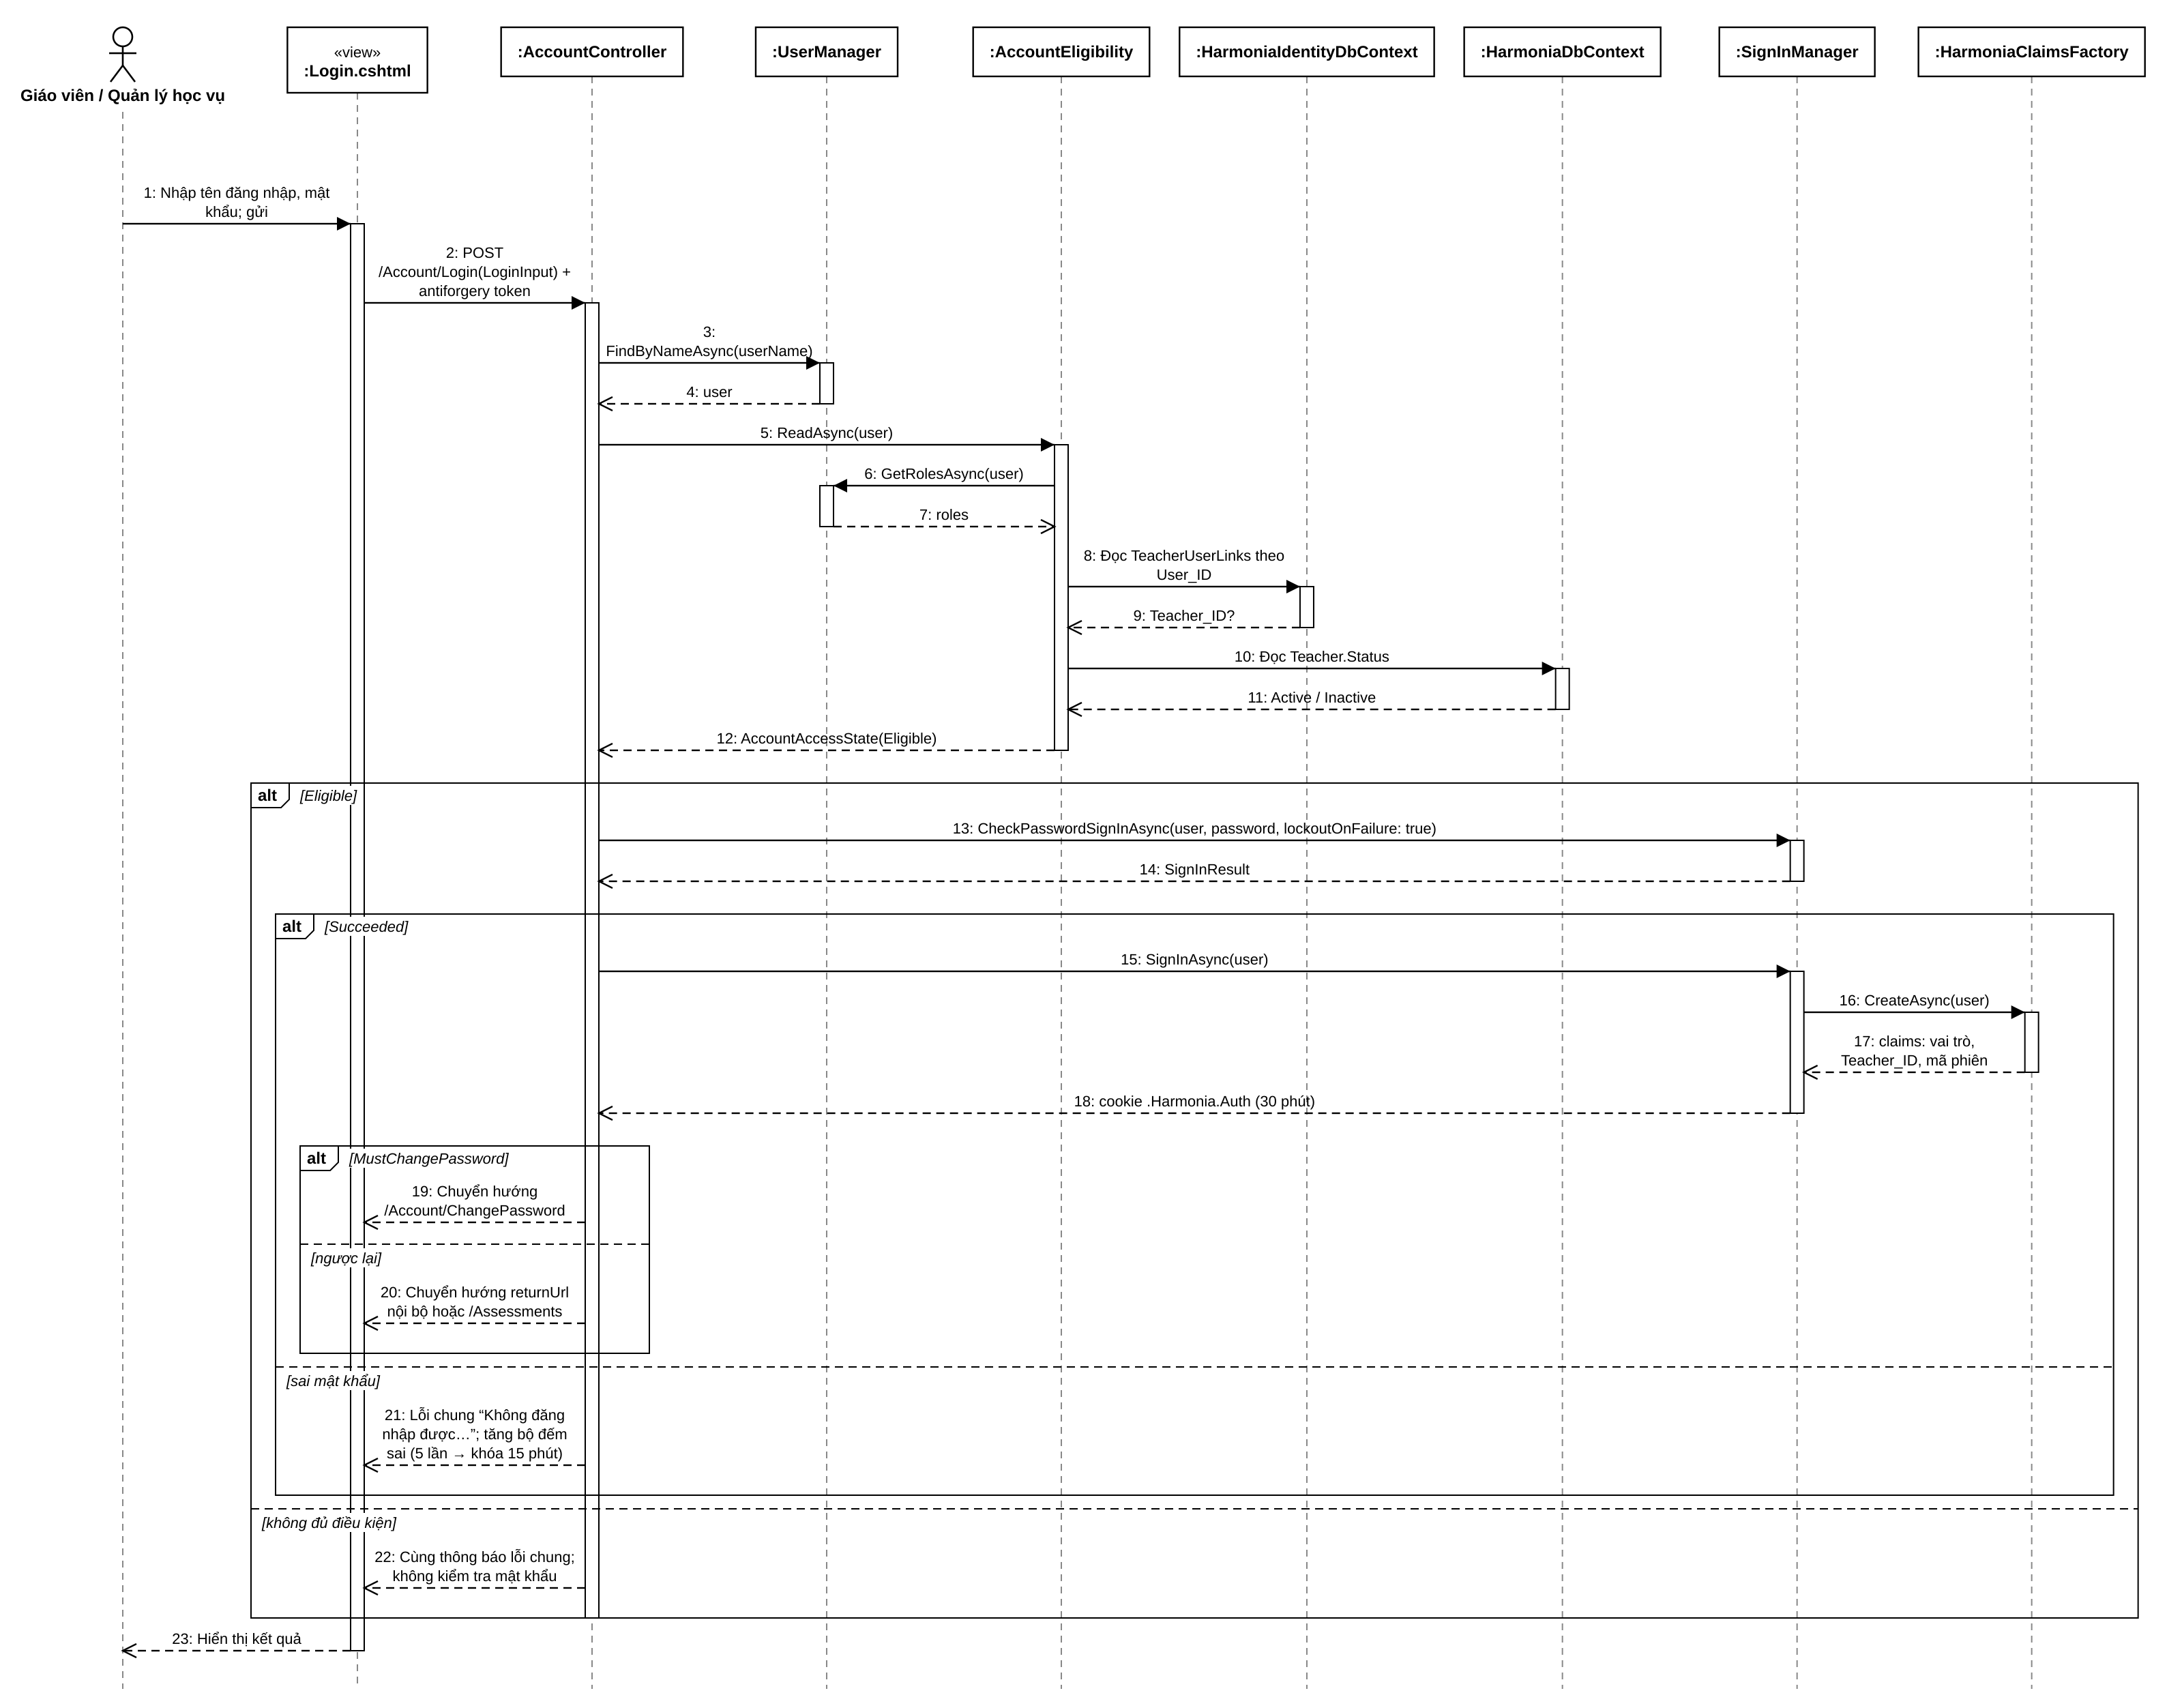 Giáo viên / Quản lý học vụ
«view»
:Login.cshtml
:AccountController
:UserManager
:AccountEligibility
:HarmoniaIdentityDbContext
:HarmoniaDbContext
:SignInManager
:HarmoniaClaimsFactory
1: Nhập tên đăng nhập, mật
khẩu; gửi
2: POST
/Account/Login(LoginInput) +
antiforgery token
3:
FindByNameAsync(userName)
4: user
5: ReadAsync(user)
6: GetRolesAsync(user)
7: roles
8: Đọc TeacherUserLinks theo
User_ID
9: Teacher_ID?
10: Đọc Teacher.Status
11: Active / Inactive
12: AccountAccessState(Eligible)
alt [Eligible]
13: CheckPasswordSignInAsync(user, password, lockoutOnFailure: true)
14: SignInResult
alt [Succeeded]
15: SignInAsync(user)
16: CreateAsync(user)
17: claims: vai trò,
Teacher_ID, mã phiên
18: cookie .Harmonia.Auth (30 phút)
alt [MustChangePassword]
19: Chuyển hướng
/Account/ChangePassword
[ngược lại]
20: Chuyển hướng returnUrl
nội bộ hoặc /Assessments
[sai mật khẩu]
21: Lỗi chung “Không đăng
nhập được…”; tăng bộ đếm
sai (5 lần → khóa 15 phút)
[không đủ điều kiện]
22: Cùng thông báo lỗi chung;
không kiểm tra mật khẩu
23: Hiển thị kết quả